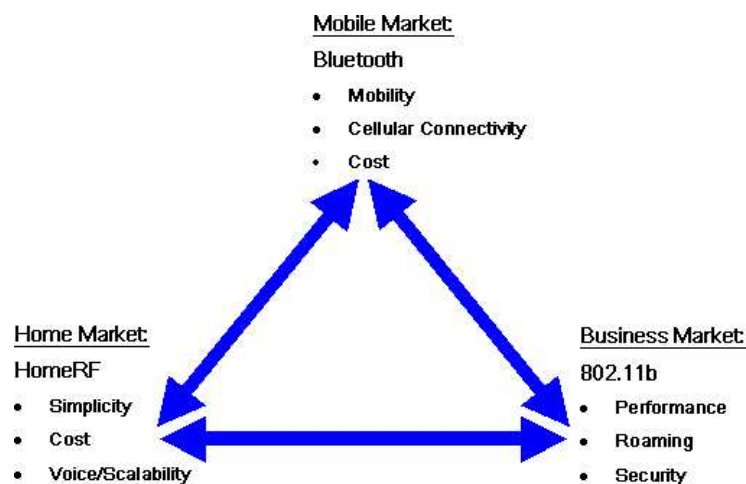 Mobile Market:
Bluetooth
• Mobility
• Cellular Connectivity
• Cost
Home Market:
HomeRF
• Simplicity
• Cost
• Voice/Scalability
Business Market:
802.11b
• Performance
• Roaming
• Security